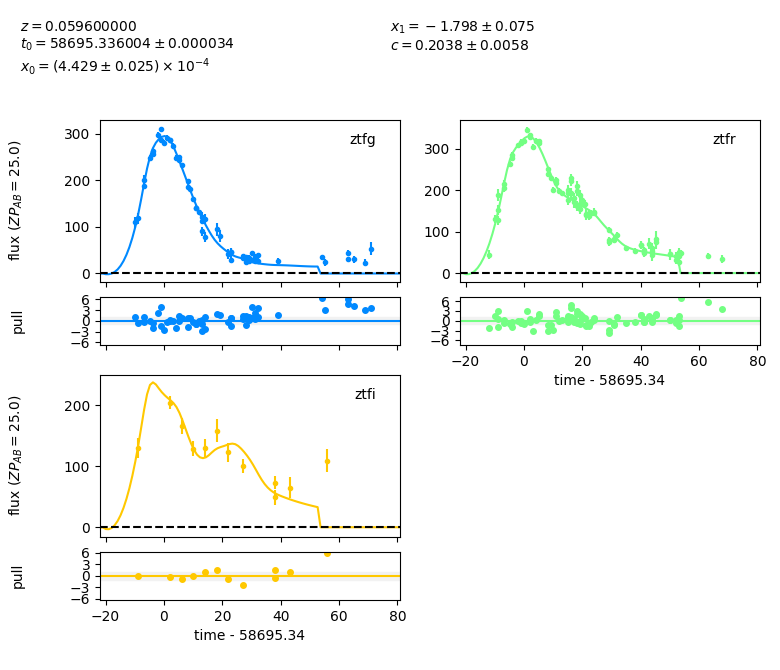 z = 0.059600000
t₀ = 58695.336004 ± 0.000034
x₀ = (4.429 ± 0.025) × 10⁻⁴
x₁ = −1.798 ± 0.075
c = 0.2038 ± 0.0058
ztfg
flux (ZP_AB = 25.0)
300
200
100
0
pull
6
3
0
−3
−6
ztfr
300
200
100
0
6
3
0
−3
−6
−20 0 20 40 60 80
time - 58695.34
ztfi
flux (ZP_AB = 25.0)
200
100
0
pull
6
3
0
−3
−6
−20 0 20 40 60 80
time - 58695.34